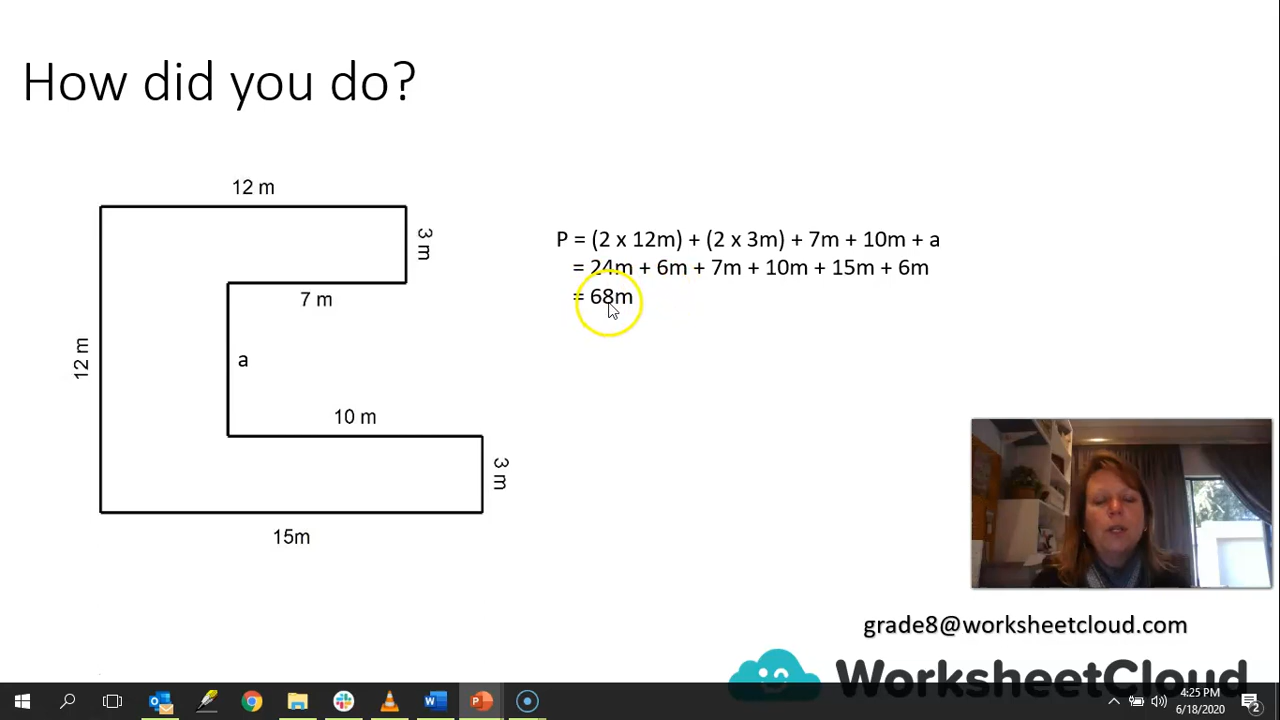 How did you do?
12 m
3 m
7 m
12 m
a
10 m
3 m
15m
P = (2 x 12m) + (2 x 3m) + 7m + 10m + a
= 24m + 6m + 7m + 10m + 15m + 6m
= 68m
grade8@worksheetcloud.com
WorksheetCloud
4:25 PM
6/18/2020
2